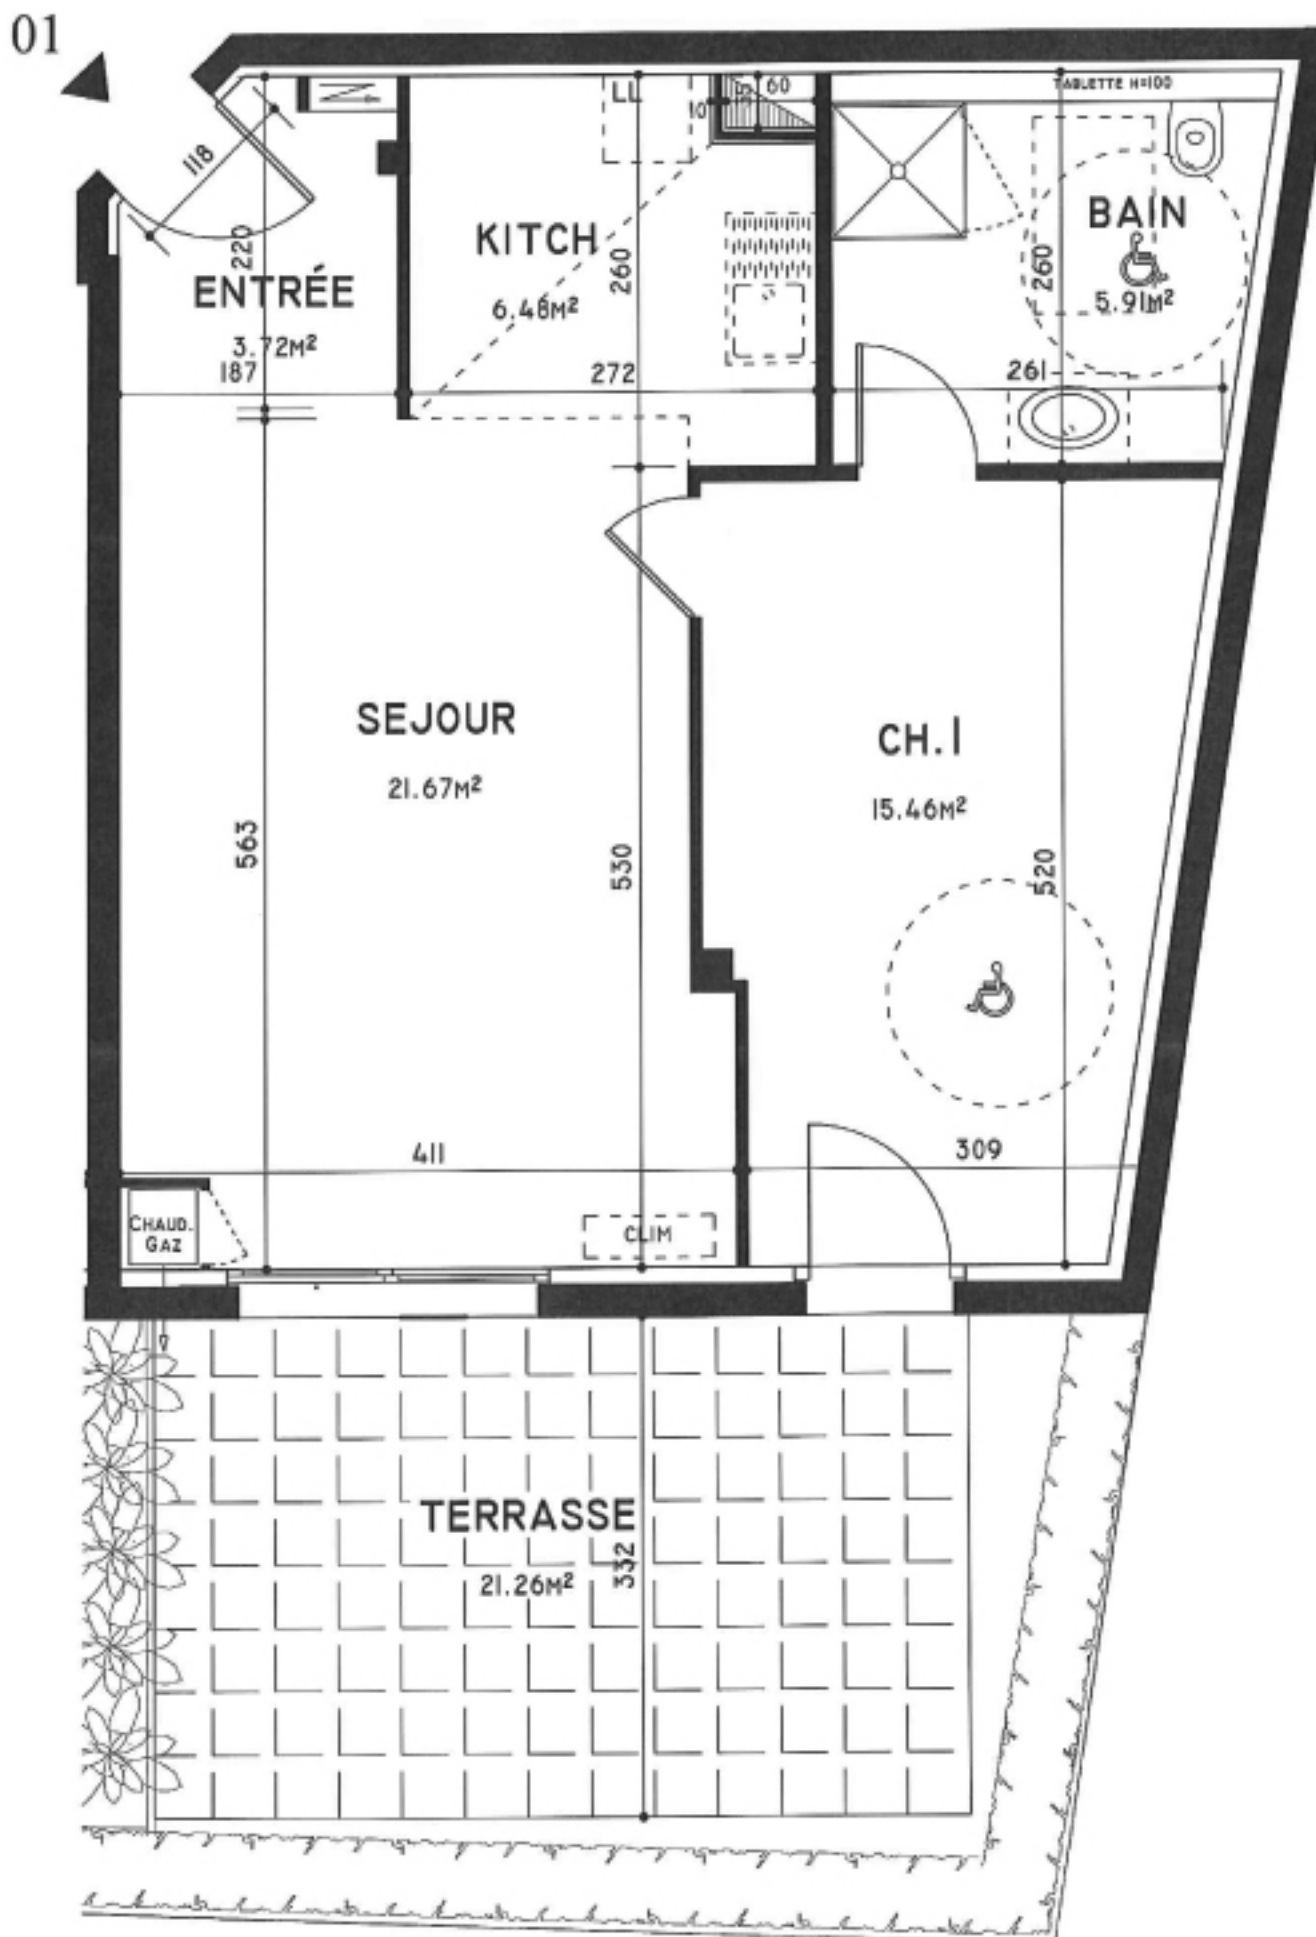 01
TABLETTE H=100
LL
35
60
10
118
220
KITCH
6.48M²
260
BAIN
5.91M²
260
ENTRÉE
3.72M²
187
272
261
SEJOUR
21.67M²
CH.1
15.46M²
563
530
520
411
309
CHAUD.
GAZ
CLIM
TERRASSE
21.26M²
332